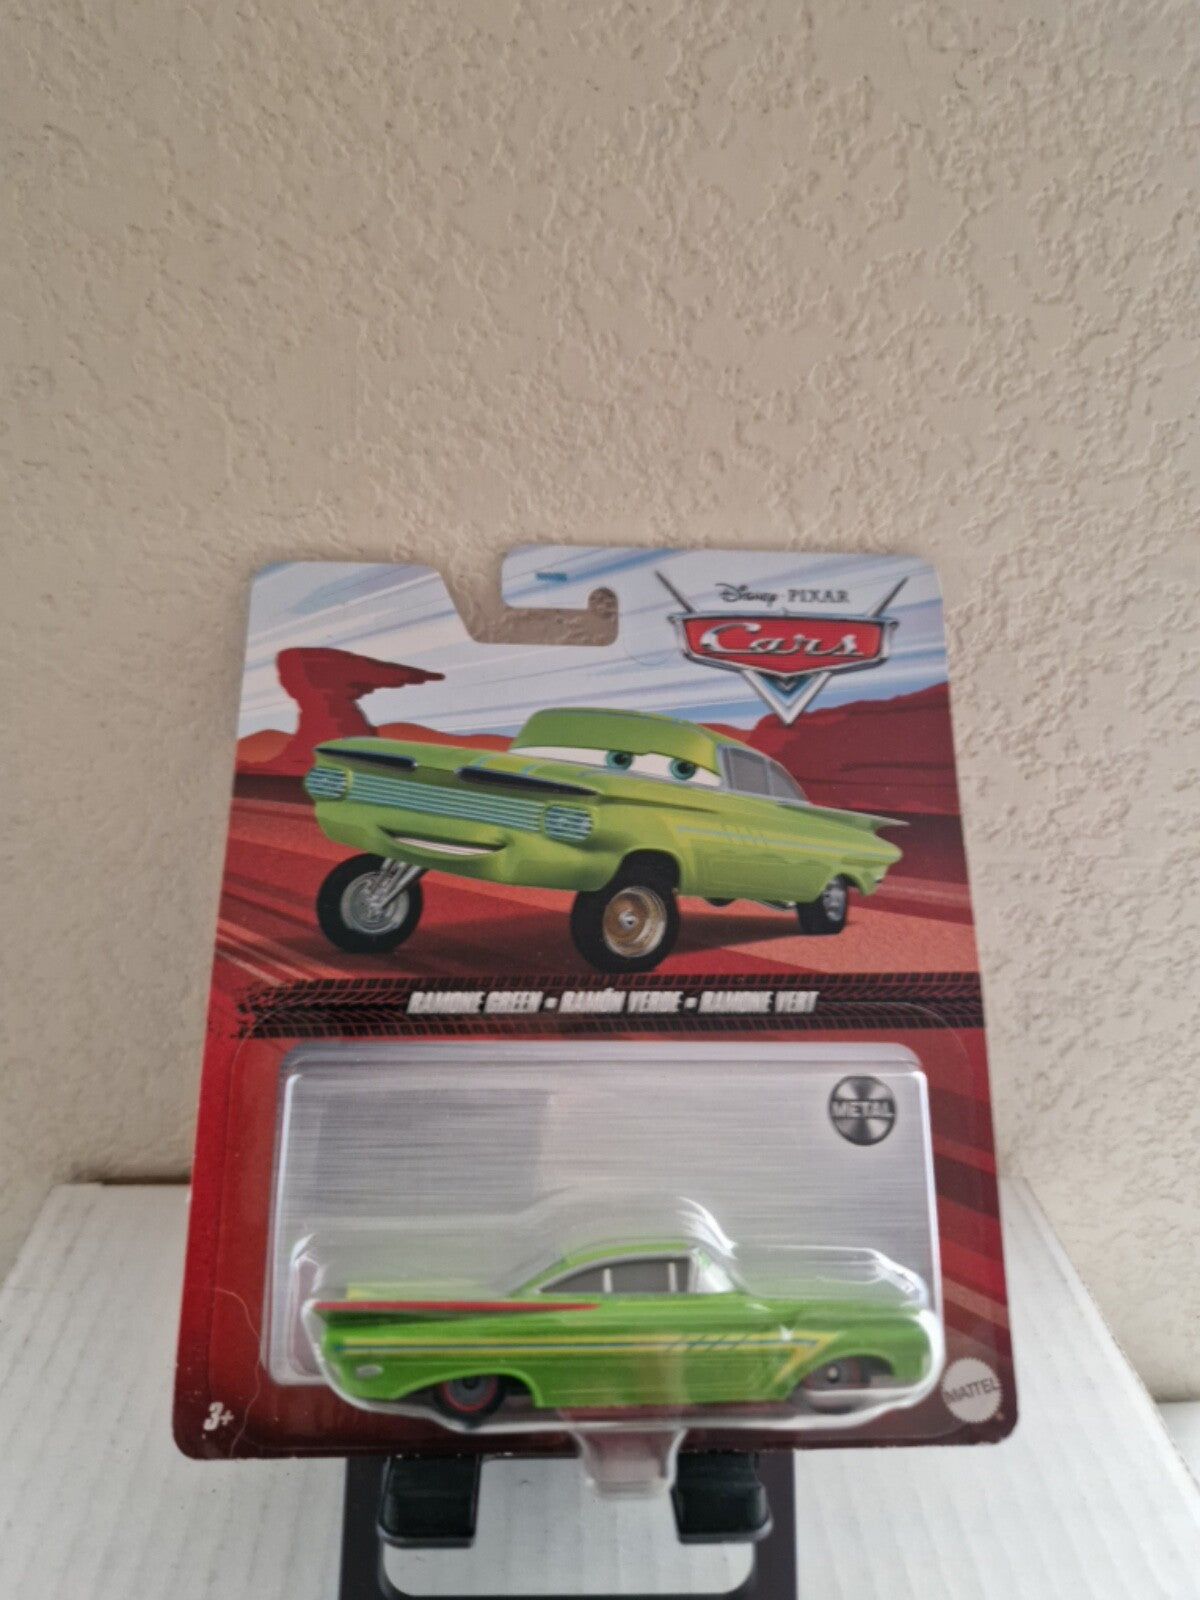 Disney · PIXAR
Cars
RAMONE GREEN • RAMÓN VERDE • RAMONE VERT
METAL
3+
MATTEL